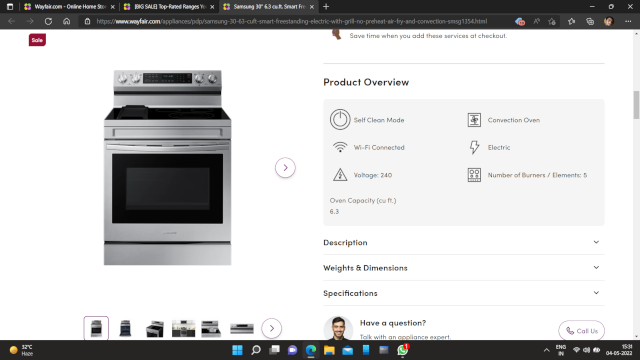 Wayfair.com - Online Home Stor
[BIG SALE] Top-Rated Ranges Yo
Samsung 30" 6.3 cu.ft. Smart Free
https://www.wayfair.com/appliances/pdp/samsung-30-63-cuft-smart-freestanding-electric-with-grill-no-preheat-air-fry-and-convection-smsg1354.html
Sale
Save time when you add these services at checkout.
Product Overview
Self Clean Mode
Convection Oven
Wi-Fi Connected
Electric
Voltage: 240
Number of Burners / Elements: 5
Oven Capacity (cu ft.)
6.3
Description
Weights & Dimensions
Specifications
Have a question?
Talk with an appliance expert.
Call Us
32°C
Haze
ENG
IN
15:31
04-05-2022